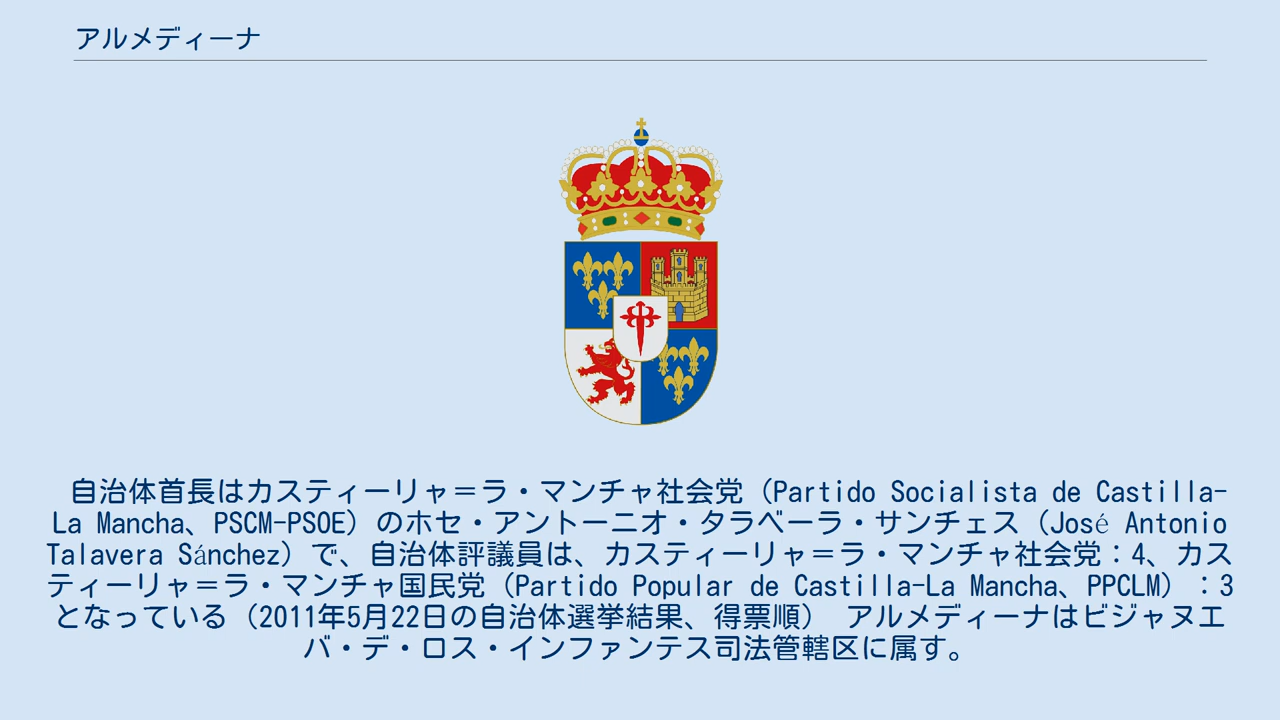 アルメディーナ
自治体首長はカスティーリャ＝ラ・マンチャ社会党（Partido Socialista de Castilla-
La Mancha、PSCM-PSOE）のホセ・アントーニオ・タラベーラ・サンチェス（José Antonio
Talavera Sánchez）で、自治体評議員は、カスティーリャ＝ラ・マンチャ社会党：4、カス
ティーリャ＝ラ・マンチャ国民党（Partido Popular de Castilla-La Mancha、PPCLM）：3
となっている（2011年5月22日の自治体選挙結果、得票順） アルメディーナはビジャヌエ
バ・デ・ロス・インファンテス司法管轄区に属す。